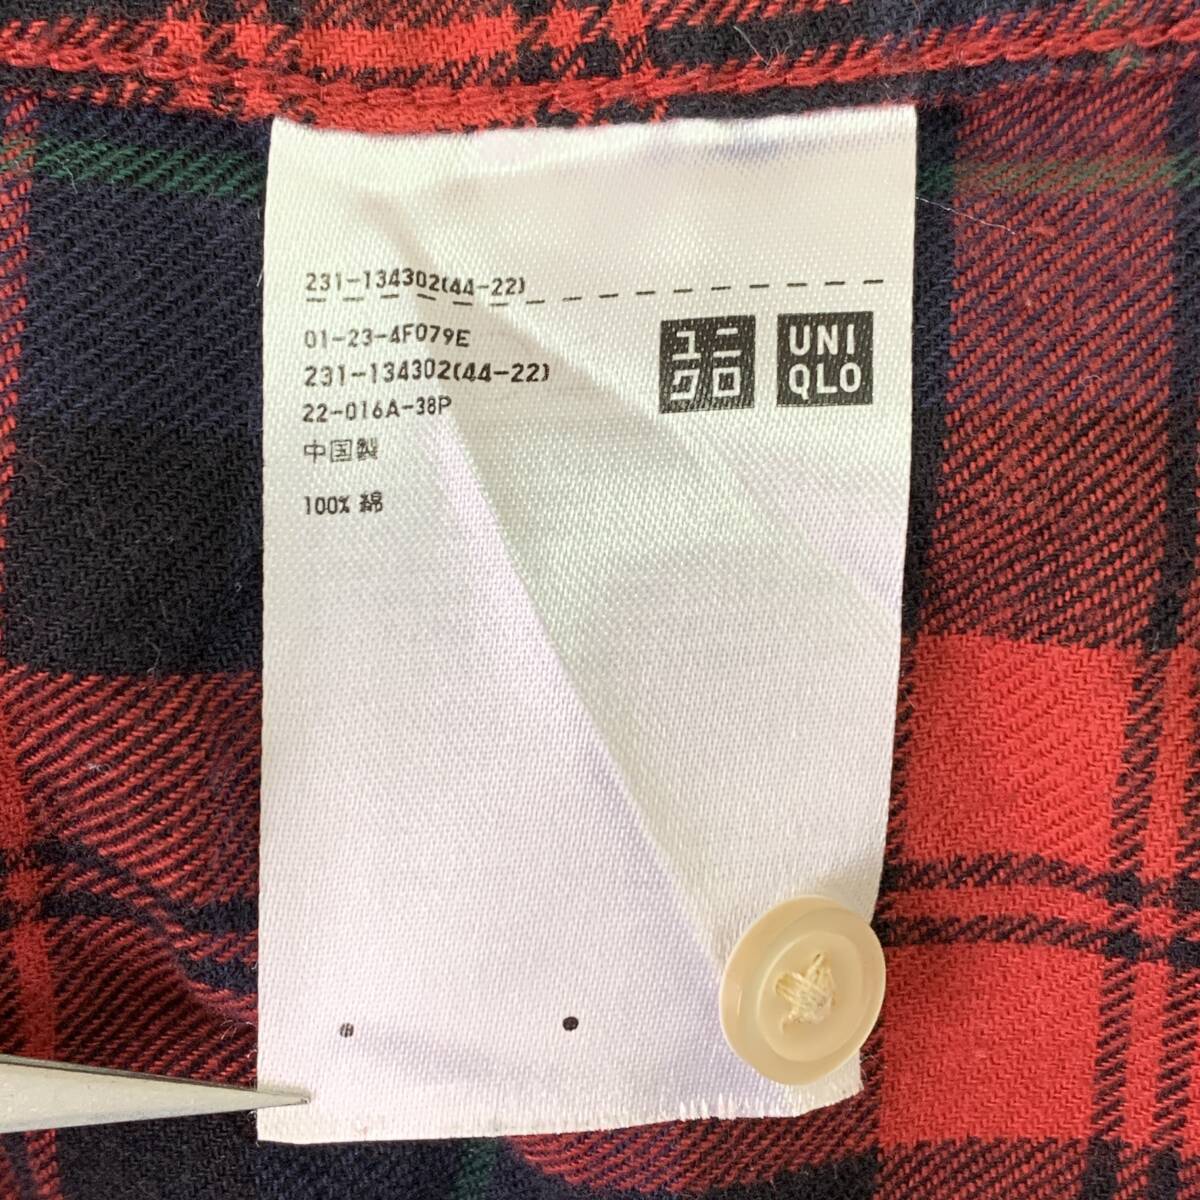 231-134302(44-22)
01-23-4F079E
231-134302(44-22)
22-016A-38P
中国製
100% 綿
ユニ
クロ
UNI
QLO